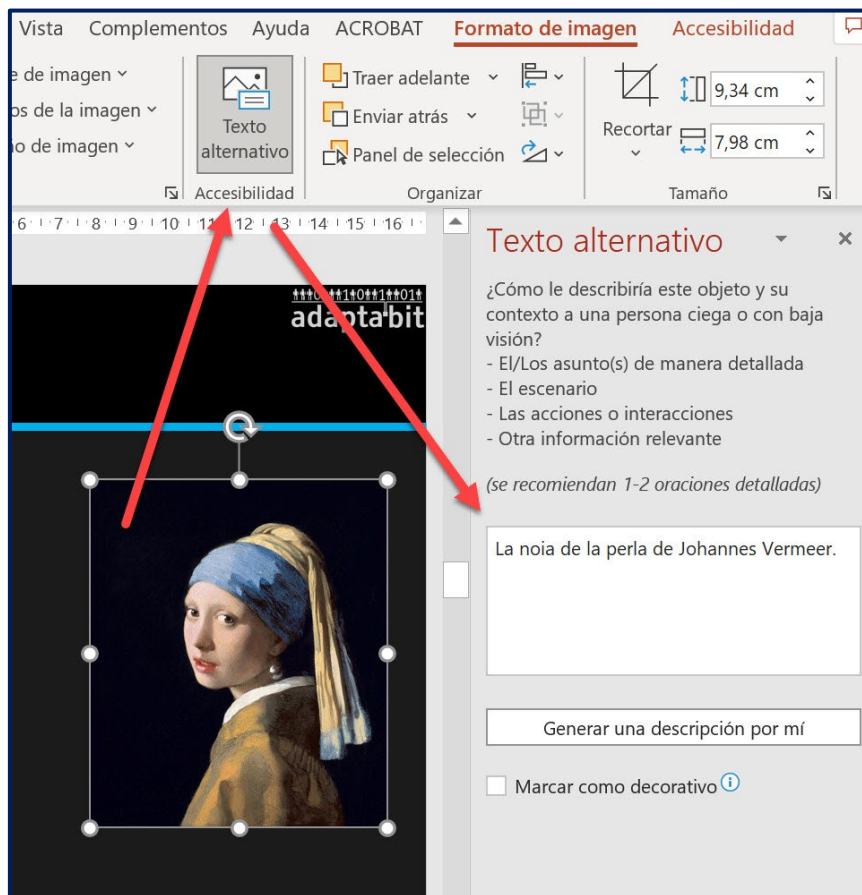 Vista Complementos Ayuda ACROBAT Formato de imagen Accesibilidad
e de imagen
os de la imagen
ño de imagen
Texto
alternativo
Accesibilidad
Traer adelante
Enviar atrás
Panel de selección
Organizar
Recortar
9,34 cm
7,98 cm
Tamaño
6 7 8 9 10 11 12 13 14 15 16
adaptabit
Texto alternativo
¿Cómo le describiría este objeto y su
contexto a una persona ciega o con baja
visión?
- El/Los asunto(s) de manera detallada
- El escenario
- Las acciones o interacciones
- Otra información relevante
(se recomiendan 1-2 oraciones detalladas)
La noia de la perla de Johannes Vermeer.
Generar una descripción por mí
Marcar como decorativo